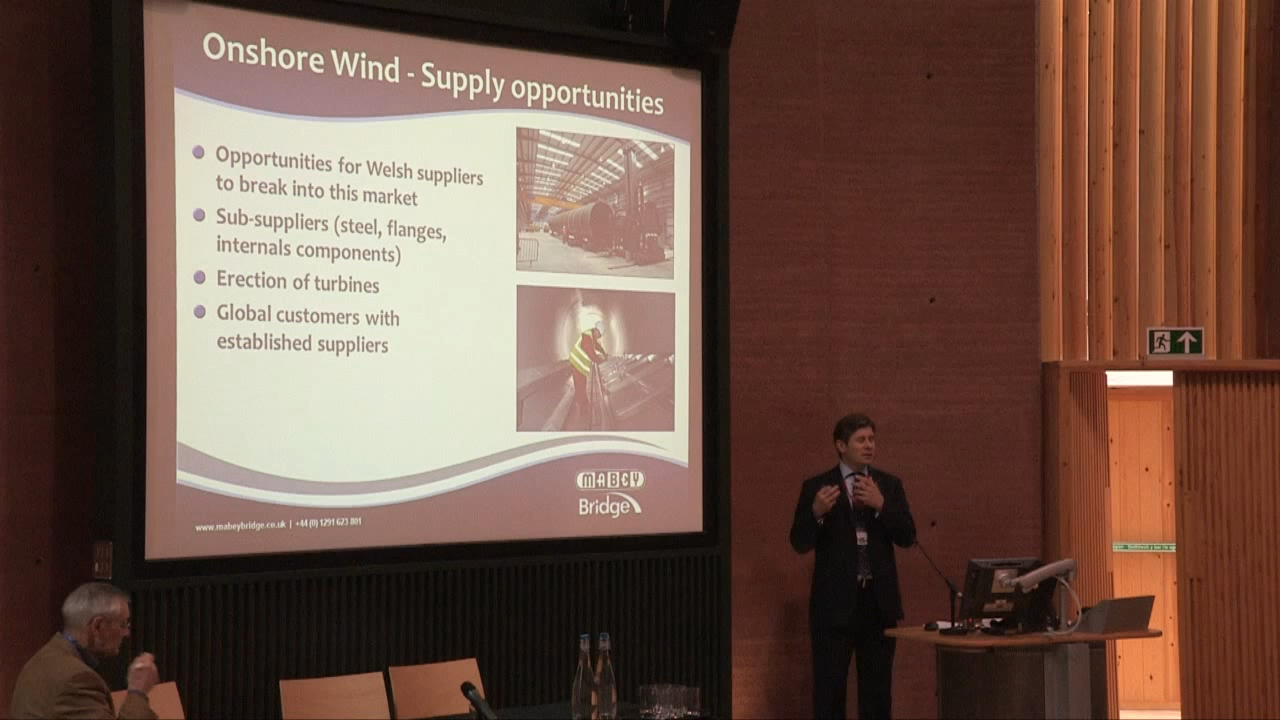 Onshore Wind - Supply opportunities
Opportunities for Welsh suppliers
to break into this market
Sub-suppliers (steel, flanges,
internals components)
Erection of turbines
Global customers with
established suppliers
MABEY
Bridge
www.mabeybridge.co.uk | +44 (0) 1291 623 801